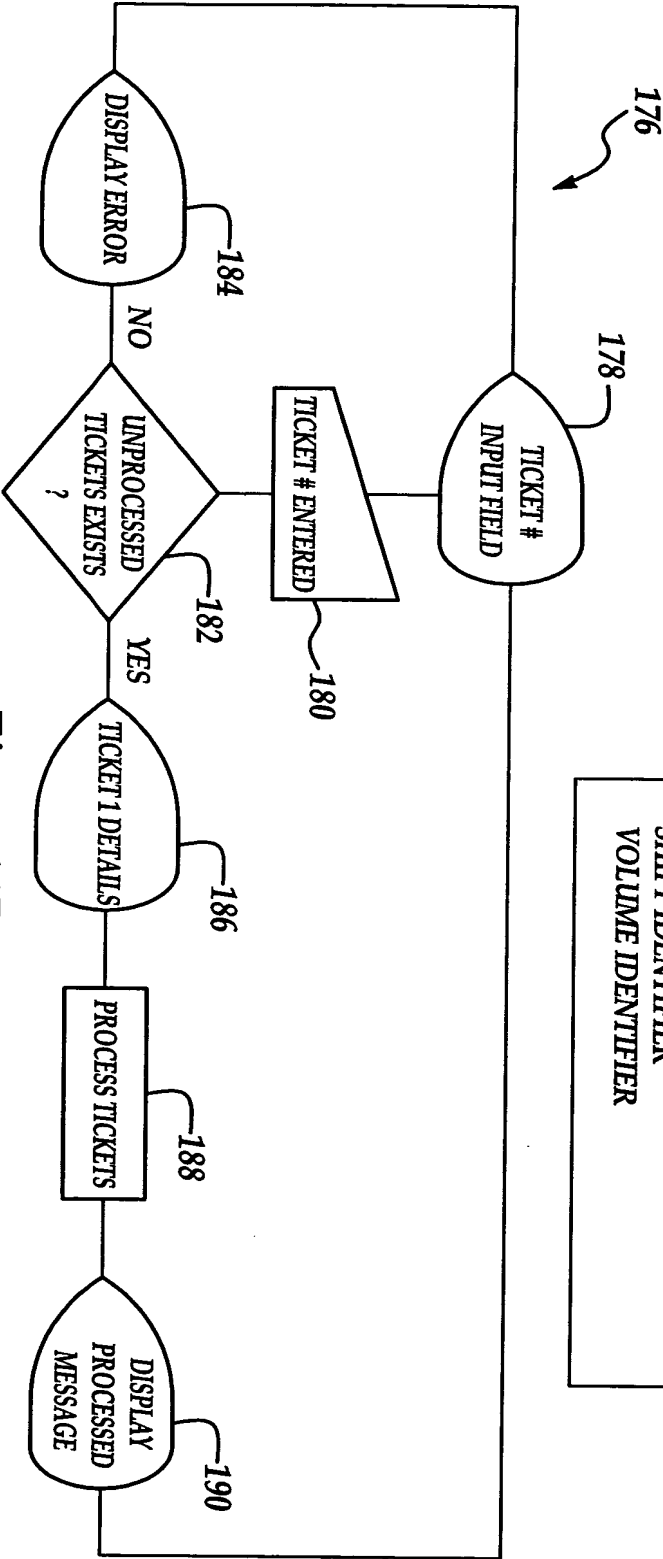 VOLUME IDENTIFIER
176
178
TICKET #
INPUT FIELD
TICKET # ENTERED
180
UNPROCESSED
TICKETS EXISTS
?
182
NO
YES
DISPLAY ERROR
184
TICKET 1 DETAILS
186
PROCESS TICKETS
188
DISPLAY
PROCESSED
MESSAGE
190